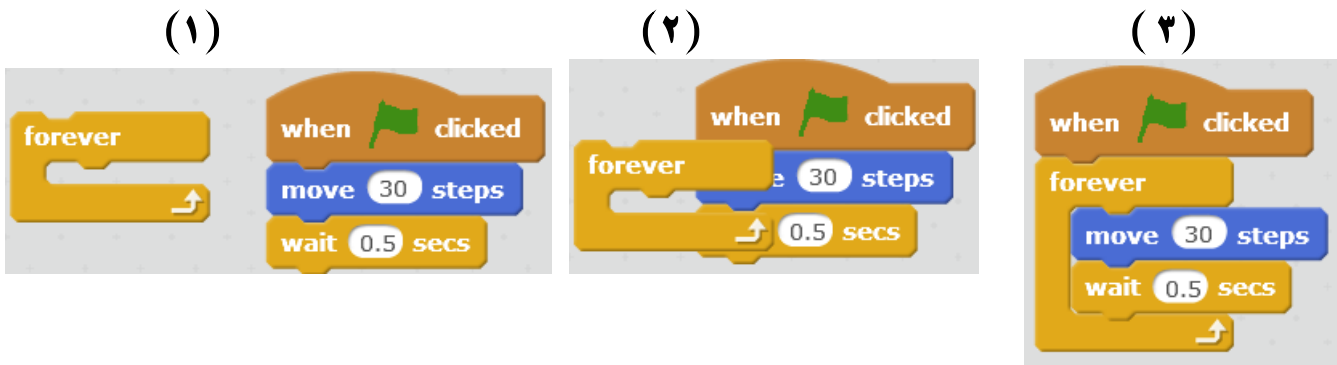 (١)
forever
when clicked
move 30 steps
wait 0.5 secs
(٢)
when clicked
forever
e 30 steps
0.5 secs
(٣)
when clicked
forever
move 30 steps
wait 0.5 secs